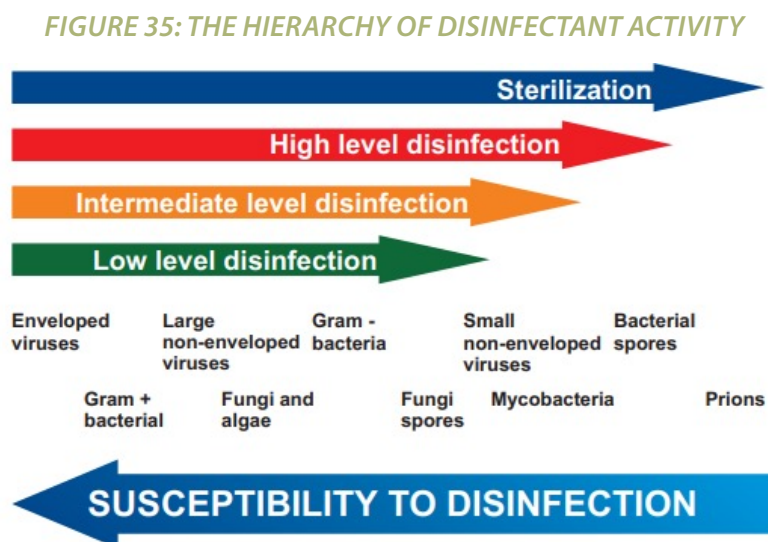 FIGURE 35: THE HIERARCHY OF DISINFECTANT ACTIVITY
Sterilization
High level disinfection
Intermediate level disinfection
Low level disinfection
Enveloped
viruses
Large
non-enveloped
viruses
Gram -
bacteria
Small
non-enveloped
viruses
Bacterial
spores
Gram +
bacterial
Fungi and
algae
Fungi
spores
Mycobacteria
Prions
SUSCEPTIBILITY TO DISINFECTION